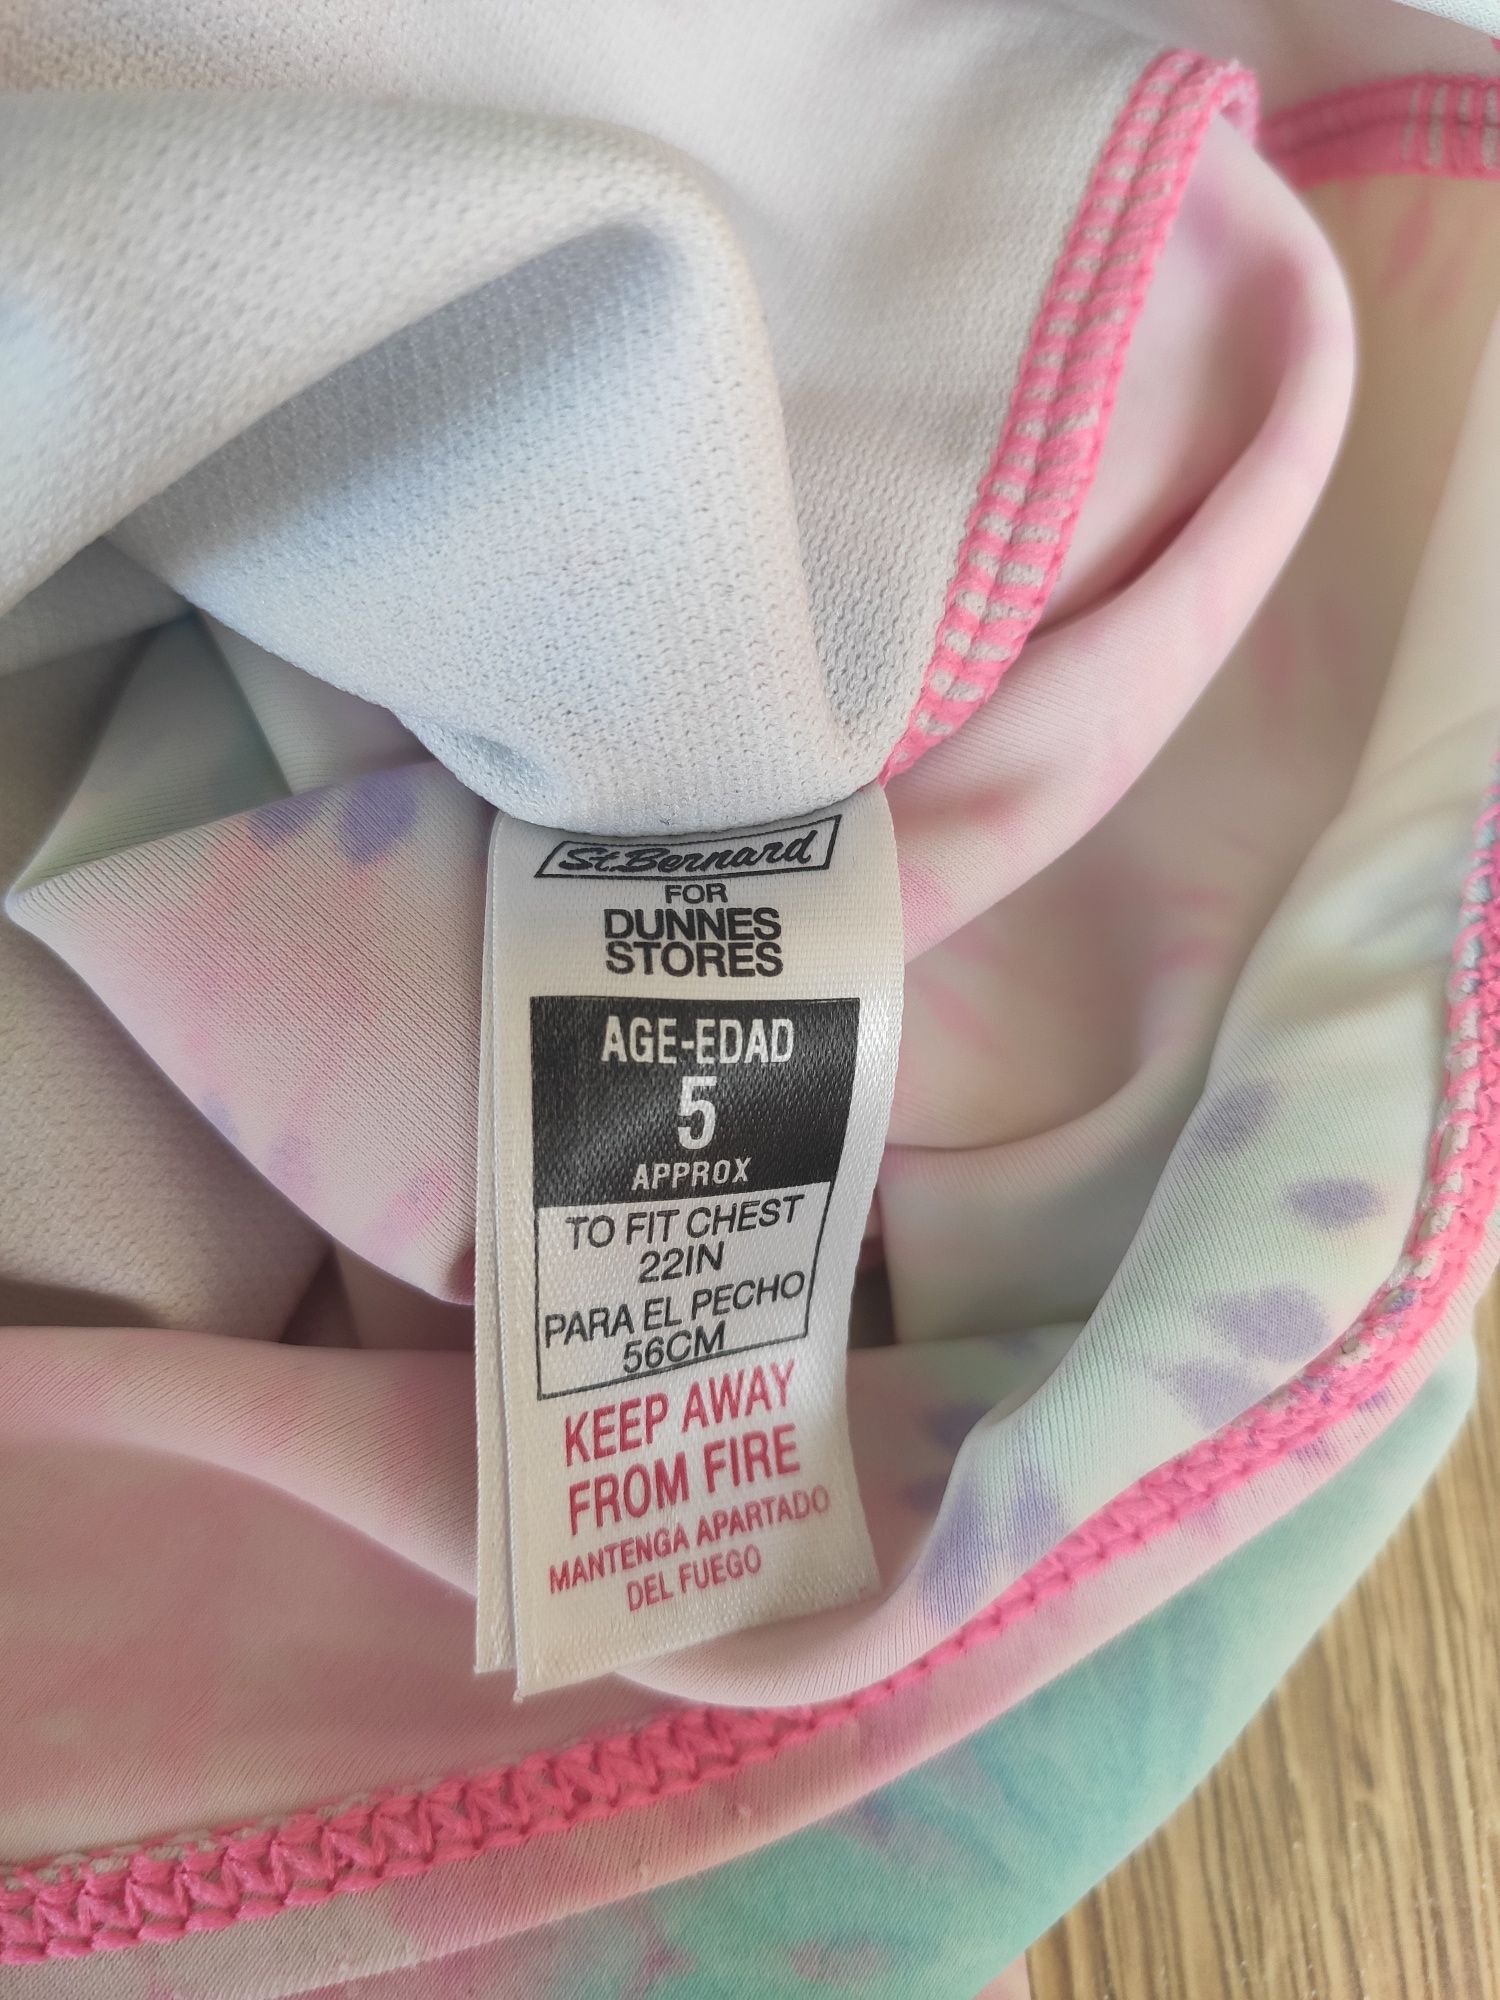 St.Bernard
FOR
DUNNES
STORES
AGE-EDAD
5
APPROX
TO FIT CHEST
22IN
PARA EL PECHO
56CM
KEEP AWAY
FROM FIRE
MANTENGA APARTADO
DEL FUEGO